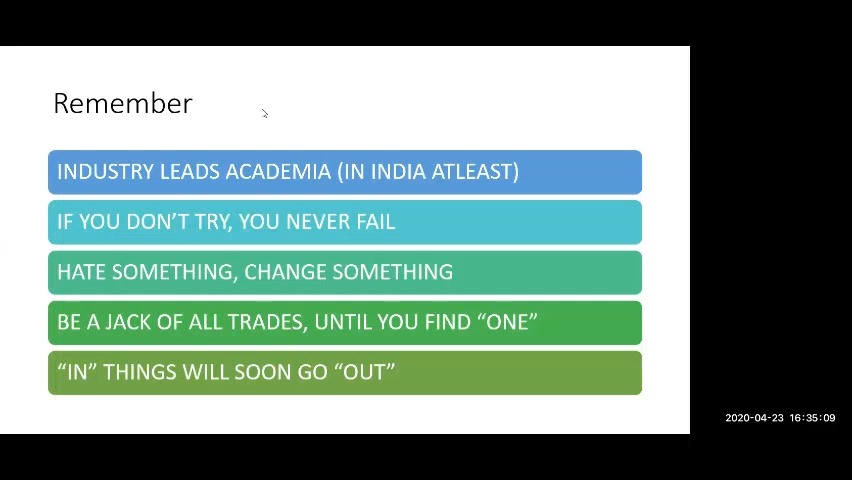 Remember
INDUSTRY LEADS ACADEMIA (IN INDIA ATLEAST)
IF YOU DON’T TRY, YOU NEVER FAIL
HATE SOMETHING, CHANGE SOMETHING
BE A JACK OF ALL TRADES, UNTIL YOU FIND “ONE”
“IN” THINGS WILL SOON GO “OUT”
2020-04-23 16:35:09